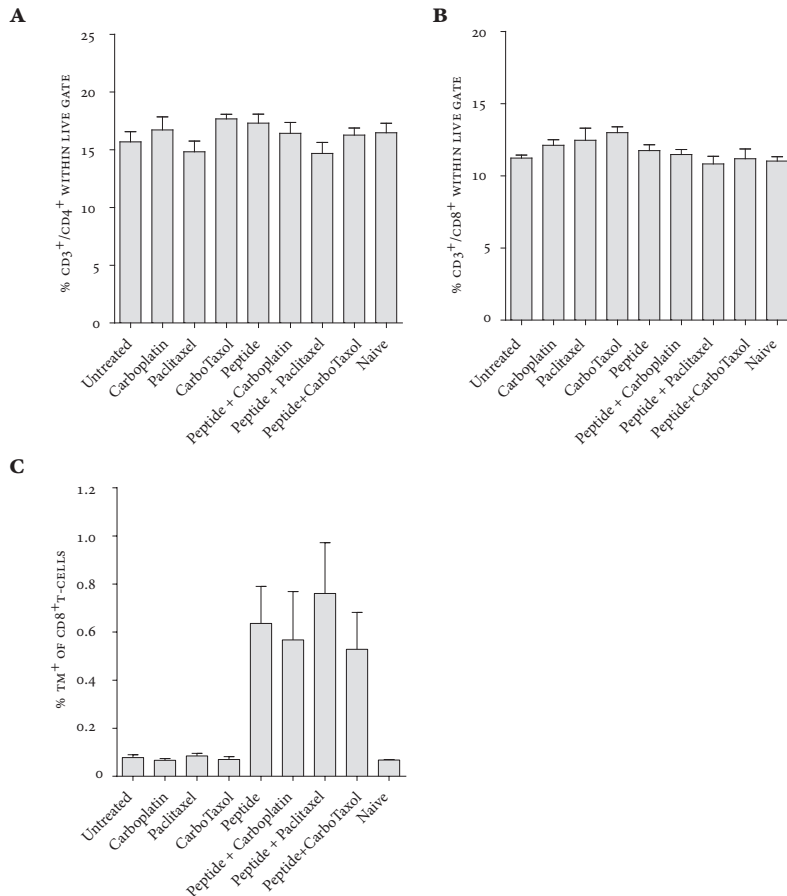 A
% CD3+/CD4+ WITHIN LIVE GATE
25
20
15
10
5
0
Untreated
Carboplatin
Paclitaxel
CarboTaxol
Peptide
Peptide + Carboplatin
Peptide + Paclitaxel
Peptide+CarboTaxol
Naive
B
% CD3+/CD8+ WITHIN LIVE GATE
20
15
10
5
0
Untreated
Carboplatin
Paclitaxel
CarboTaxol
Peptide
Peptide + Carboplatin
Peptide + Paclitaxel
Peptide+CarboTaxol
Naive
C
% TM+ OF CD8+T-CELLS
1.2
1.0
0.8
0.6
0.4
0.2
0
Untreated
Carboplatin
Paclitaxel
CarboTaxol
Peptide
Peptide + Carboplatin
Peptide + Paclitaxel
Peptide+CarboTaxol
Naive